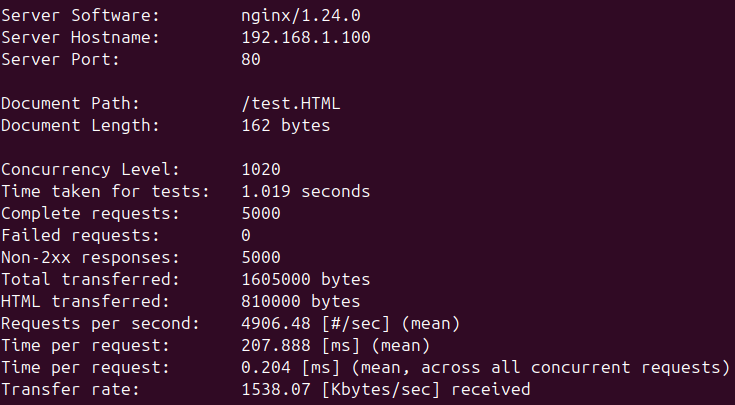 Server Software: nginx/1.24.0
Server Hostname: 192.168.1.100
Server Port: 80
Document Path: /test.HTML
Document Length: 162 bytes
Concurrency Level: 1020
Time taken for tests: 1.019 seconds
Complete requests: 5000
Failed requests: 0
Non-2xx responses: 5000
Total transferred: 1605000 bytes
HTML transferred: 810000 bytes
Requests per second: 4906.48 [#/sec] (mean)
Time per request: 207.888 [ms] (mean)
Time per request: 0.204 [ms] (mean, across all concurrent requests)
Transfer rate: 1538.07 [Kbytes/sec] received